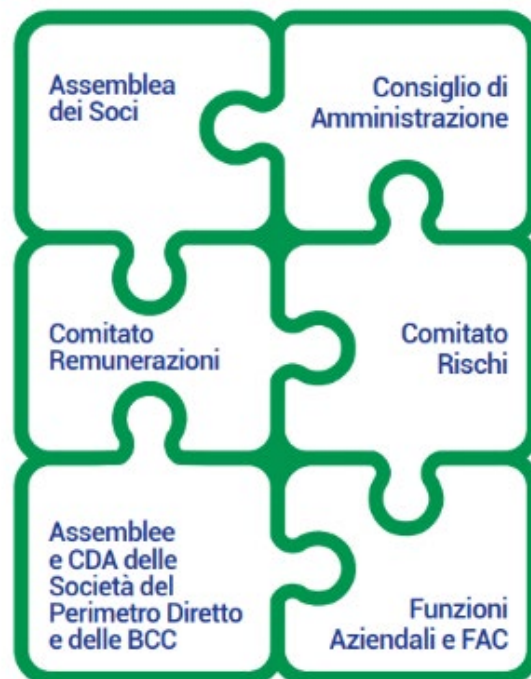 Assemblea
dei Soci
Consiglio di
Amministrazione
Comitato
Remunerazioni
Comitato
Rischi
Assemblee
e CDA delle
Società del
Perimetro Diretto
e delle BCC
Funzioni
Aziendali e FAC